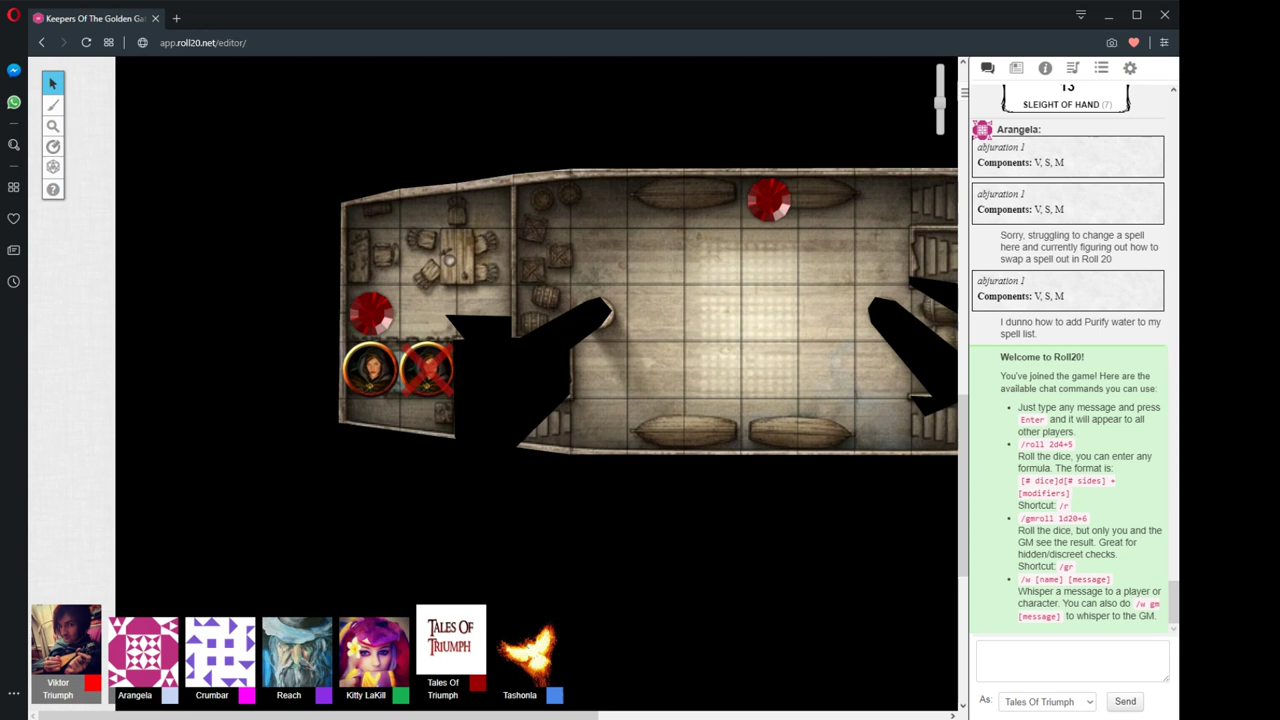 Keepers Of The Golden Ga
app.roll20.net/editor/
13
SLEIGHT OF HAND (7)
Arangela:
abjuration 1
Components: V, S, M
abjuration 1
Components: V, S, M
Sorry, struggling to change a spell
here and currently figuring out how to
swap a spell out in Roll 20
abjuration 1
Components: V, S, M
I dunno how to add Purify water to my
spell list.
Welcome to Roll20!
You've joined the game! Here are the
available chat commands you can use:
• Just type any message and press
Enter and it will appear to all
other players.
• /roll 2d4+5
Roll the dice, you can enter any
formula. The format is:
[# dice]d[# sides] +
[modifiers]
Shortcut: /r
• /gmroll 1d20+6
Roll the dice, but only you and the
GM see the result. Great for
hidden/discreet checks.
Shortcut: /gr
• /w [name] [message]
Whisper a message to a player or
character. You can also do /w gm
[message] to whisper to the GM.
As:
Tales Of Triumph
Send
TALES OF
TRIUMPH
Viktor
Triumph
Arangela
Crumbar
Reach
Kitty LaKill
Tales Of
Triumph
Tashonla